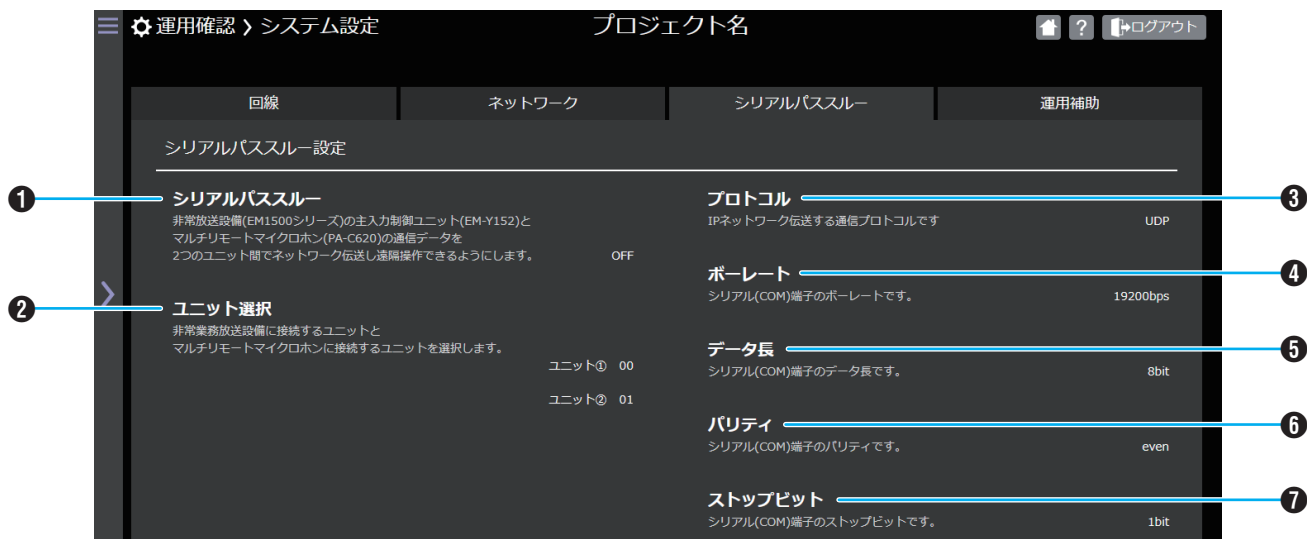 運用確認 ❯ システム設定
プロジェクト名
? ログアウト
回線
ネットワーク
シリアルパススルー
運用補助
シリアルパススルー設定
❶
シリアルパススルー
非常放送設備(EM1500シリーズ)の主入力制御ユニット(EM-Y152)と
マルチリモートマイクロホン(PA-C620)の通信データを
2つのユニット間でネットワーク伝送し遠隔操作できるようにします。 OFF
❷
ユニット選択
非常業務放送設備に接続するユニットと
マルチリモートマイクロホンに接続するユニットを選択します。
ユニット① 00
ユニット② 01
プロトコル
❸
IPネットワーク伝送する通信プロトコルです UDP
ボーレート
❹
シリアル(COM)端子のボーレートです。 19200bps
データ長
❺
シリアル(COM)端子のデータ長です。 8bit
パリティ
❻
シリアル(COM)端子のパリティです。 even
ストップビット
❼
シリアル(COM)端子のストップビットです。 1bit